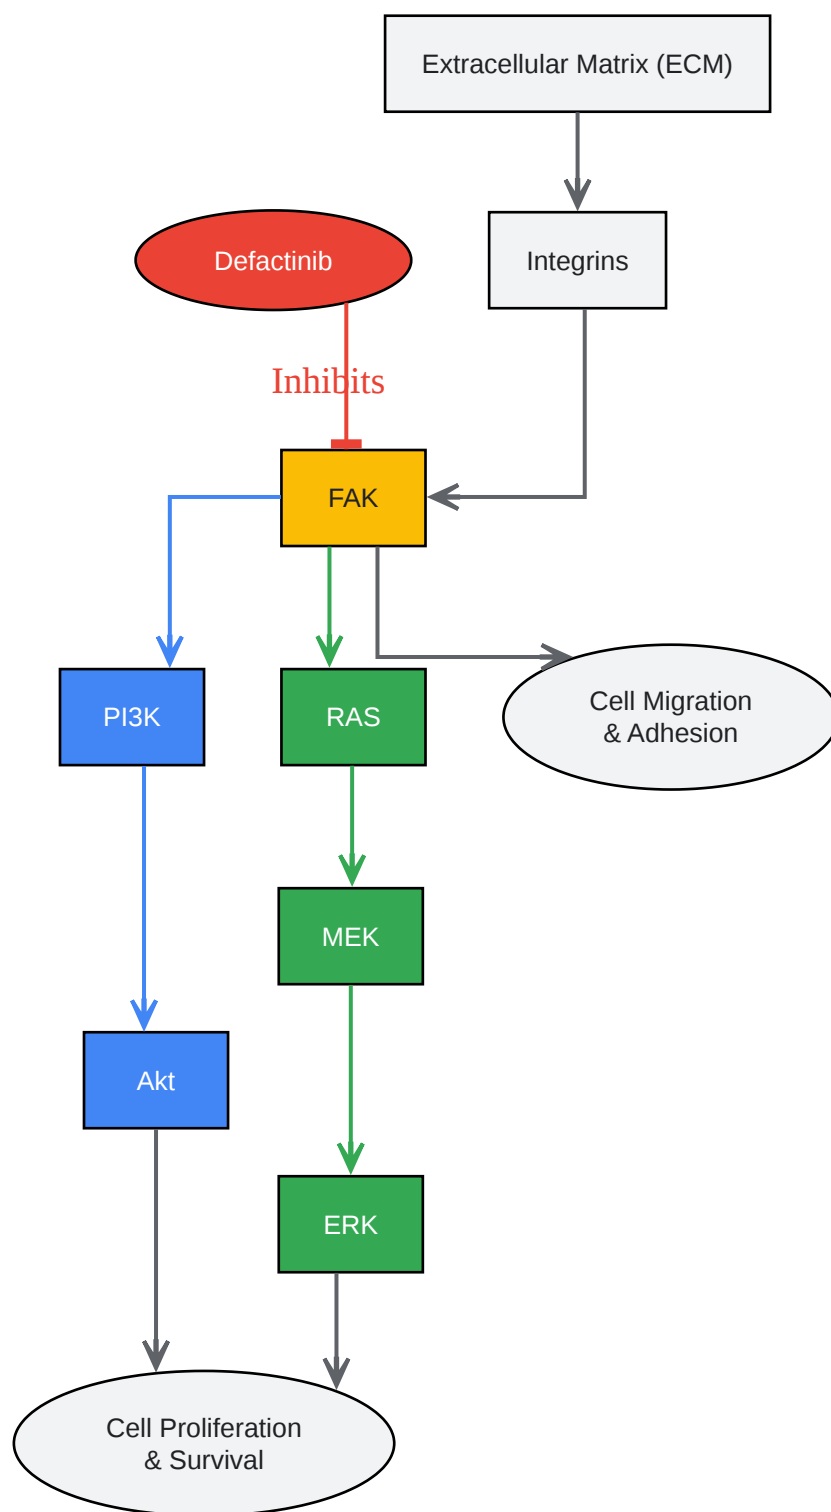 Extracellular Matrix (ECM)
Defactinib
Integrins
Inhibits
FAK
PI3K
RAS
Cell Migration
& Adhesion
MEK
Akt
ERK
Cell Proliferation
& Survival